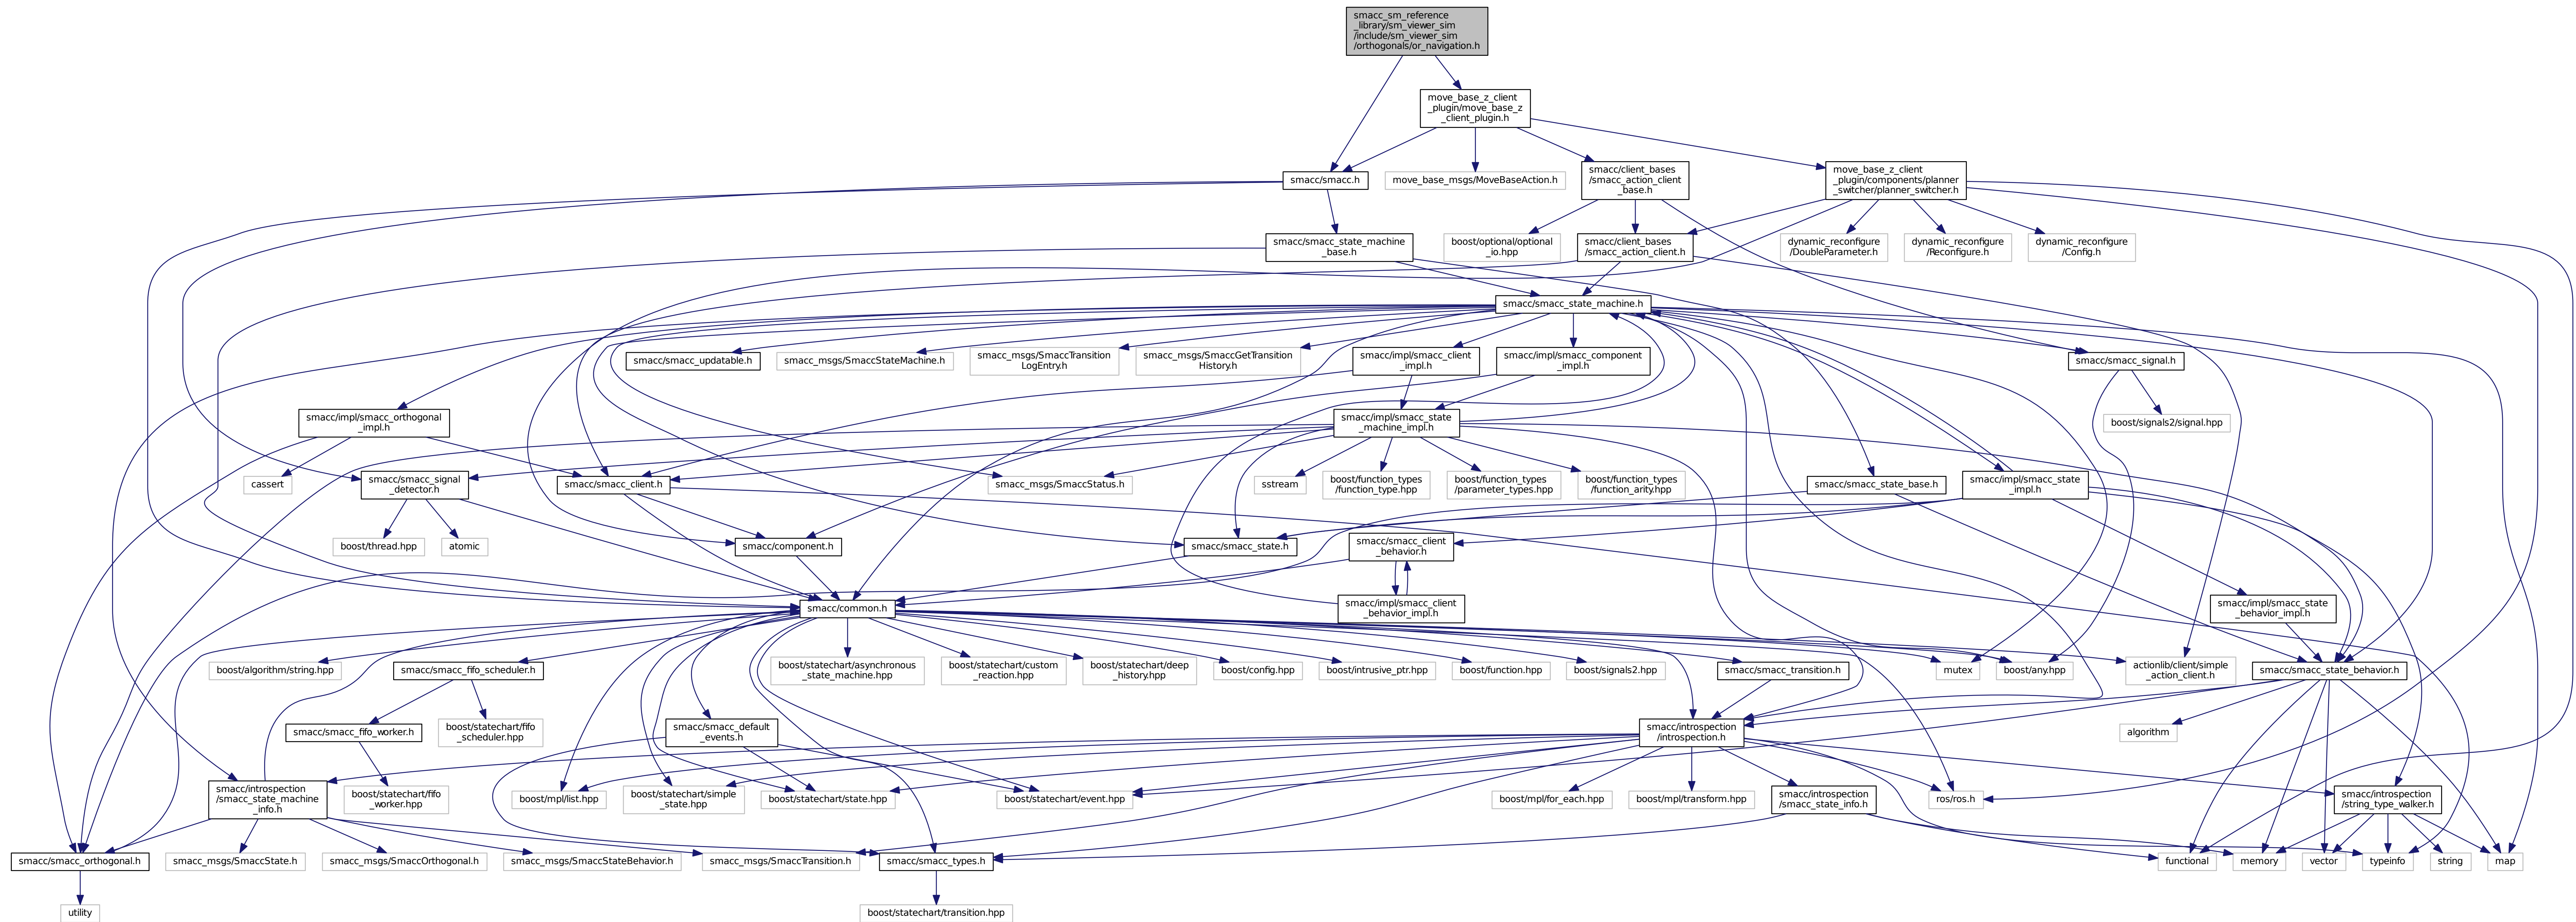 smacc_sm_reference
_library/sm_viewer_sim
/include/sm_viewer_sim
/orthogonals/or_navigation.h
move_base_z_client
_plugin/move_base_z
_client_plugin.h
smacc/smacc.h
move_base_msgs/MoveBaseAction.h
smacc/client_bases
/smacc_action_client
_base.h
move_base_z_client
_plugin/components/planner
_switcher/planner_switcher.h
smacc/smacc_state_machine
_base.h
boost/optional/optional
_io.hpp
smacc/client_bases
/smacc_action_client.h
dynamic_reconfigure
/DoubleParameter.h
dynamic_reconfigure
/Reconfigure.h
dynamic_reconfigure
/Config.h
smacc/smacc_state_machine.h
smacc/smacc_updatable.h
smacc_msgs/SmaccStateMachine.h
smacc_msgs/SmaccTransition
LogEntry.h
smacc_msgs/SmaccGetTransition
History.h
smacc/impl/smacc_client
_impl.h
smacc/impl/smacc_component
_impl.h
smacc/smacc_signal.h
smacc/impl/smacc_orthogonal
_impl.h
smacc/impl/smacc_state
_machine_impl.h
boost/signals2/signal.hpp
cassert
smacc/smacc_signal
_detector.h
smacc/smacc_client.h
smacc_msgs/SmaccStatus.h
sstream
boost/function_types
/function_type.hpp
boost/function_types
/parameter_types.hpp
boost/function_types
/function_arity.hpp
smacc/smacc_state_base.h
smacc/impl/smacc_state
_impl.h
boost/thread.hpp
atomic
smacc/component.h
smacc/smacc_state.h
smacc/smacc_client
_behavior.h
smacc/common.h
smacc/impl/smacc_client
_behavior_impl.h
smacc/impl/smacc_state
_behavior_impl.h
boost/algorithm/string.hpp
smacc/smacc_fifo_scheduler.h
boost/statechart/asynchronous
_state_machine.hpp
boost/statechart/custom
_reaction.hpp
boost/statechart/deep
_history.hpp
boost/config.hpp
boost/intrusive_ptr.hpp
boost/function.hpp
boost/signals2.hpp
smacc/smacc_transition.h
mutex
boost/any.hpp
actionlib/client/simple
_action_client.h
smacc/smacc_state_behavior.h
smacc/smacc_fifo_worker.h
boost/statechart/fifo
_scheduler.hpp
smacc/smacc_default
_events.h
smacc/introspection
/introspection.h
algorithm
smacc/introspection
/smacc_state_machine
_info.h
boost/statechart/fifo
_worker.hpp
boost/mpl/list.hpp
boost/statechart/simple
_state.hpp
boost/statechart/state.hpp
boost/statechart/event.hpp
boost/mpl/for_each.hpp
boost/mpl/transform.hpp
smacc/introspection
/smacc_state_info.h
ros/ros.h
smacc/introspection
/string_type_walker.h
smacc/smacc_orthogonal.h
smacc_msgs/SmaccState.h
smacc_msgs/SmaccOrthogonal.h
smacc_msgs/SmaccStateBehavior.h
smacc_msgs/SmaccTransition.h
smacc/smacc_types.h
functional
memory
vector
typeinfo
string
map
utility
boost/statechart/transition.hpp